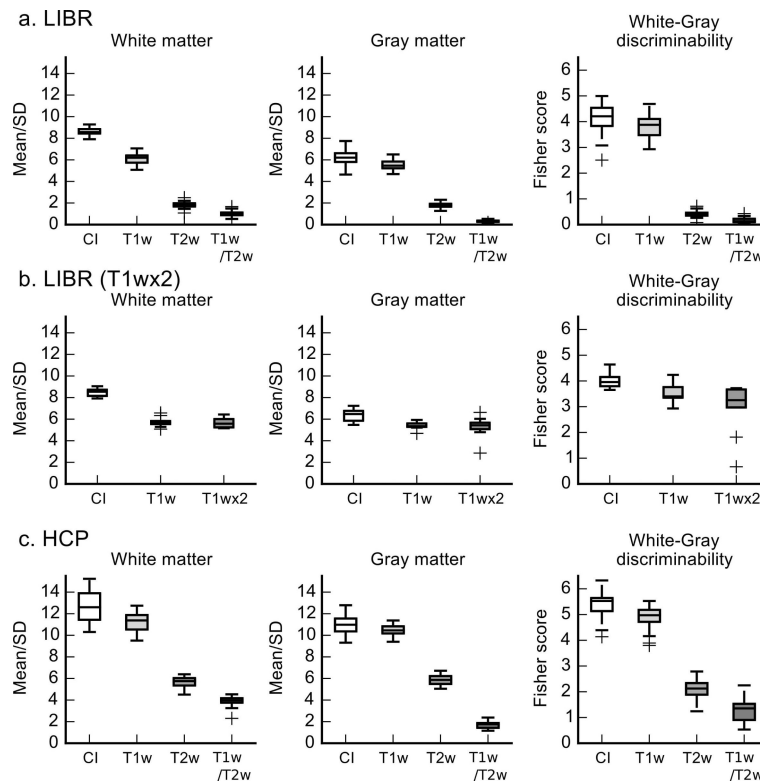 a. LIBR
White matter
Gray matter
White-Gray
discriminability
Mean/SD
14
12
10
8
6
4
2
0
CI
T1w
T2w
T1w
/T2w
Mean/SD
14
12
10
8
6
4
2
0
CI
T1w
T2w
T1w
/T2w
Fisher score
6
5
4
3
2
1
0
CI
T1w
T2w
T1w
/T2w
b. LIBR (T1wx2)
White matter
Gray matter
White-Gray
discriminability
Mean/SD
14
12
10
8
6
4
2
0
CI
T1w
T1wx2
Mean/SD
14
12
10
8
6
4
2
0
CI
T1w
T1wx2
Fisher score
6
5
4
3
2
1
0
CI
T1w
T1wx2
c. HCP
White matter
Gray matter
White-Gray
discriminability
Mean/SD
14
12
10
8
6
4
2
0
CI
T1w
T2w
T1w
/T2w
Mean/SD
14
12
10
8
6
4
2
0
CI
T1w
T2w
T1w
/T2w
Fisher score
6
5
4
3
2
1
0
CI
T1w
T2w
T1w
/T2w